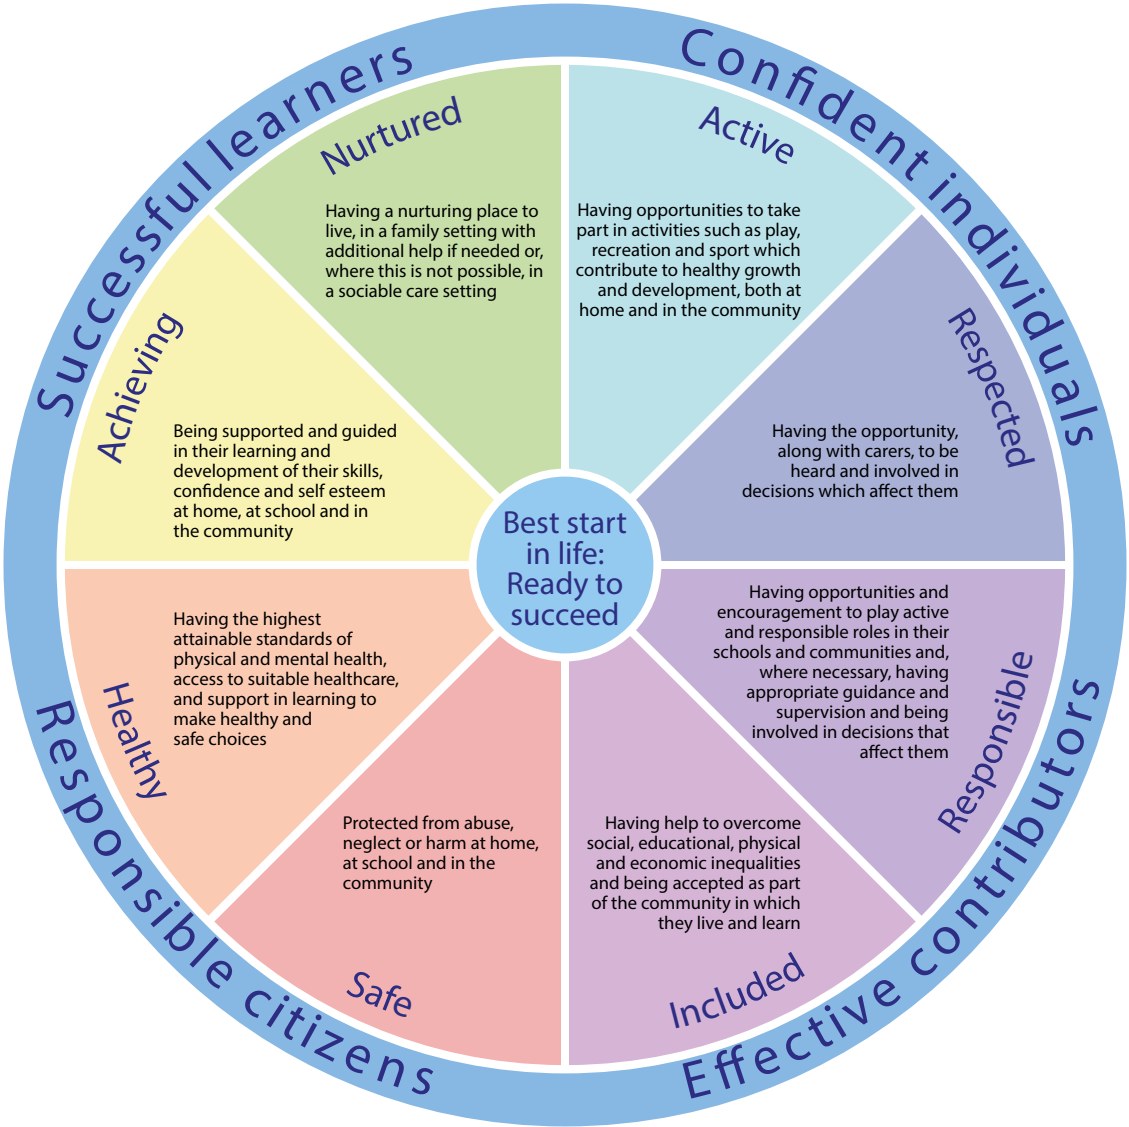 Successful learners
Confident individuals
Nurtured
Having a nurturing place to
live, in a family setting with
additional help if needed or,
where this is not possible, in
a sociable care setting
Active
Having opportunities to take
part in activities such as play,
recreation and sport which
contribute to healthy growth
and development, both at
home and in the community
Achieving
Being supported and guided
in their learning and
development of their skills,
confidence and self esteem
at home, at school and in
the community
Respected
Having the opportunity,
along with carers, to be
heard and involved in
decisions which affect them
Best start
in life:
Ready to
succeed
Healthy
Having the highest
attainable standards of
physical and mental health,
access to suitable healthcare,
and support in learning to
make healthy and
safe choices
Responsible
Having opportunities and
encouragement to play active
and responsible roles in their
schools and communities and,
where necessary, having
appropriate guidance and
supervision and being
involved in decisions that
affect them
Protected from abuse,
neglect or harm at home,
at school and in the
community
Safe
Having help to overcome
social, educational, physical
and economic inequalities
and being accepted as part
of the community in which
they live and learn
Included
Responsible citizens
Effective contributors